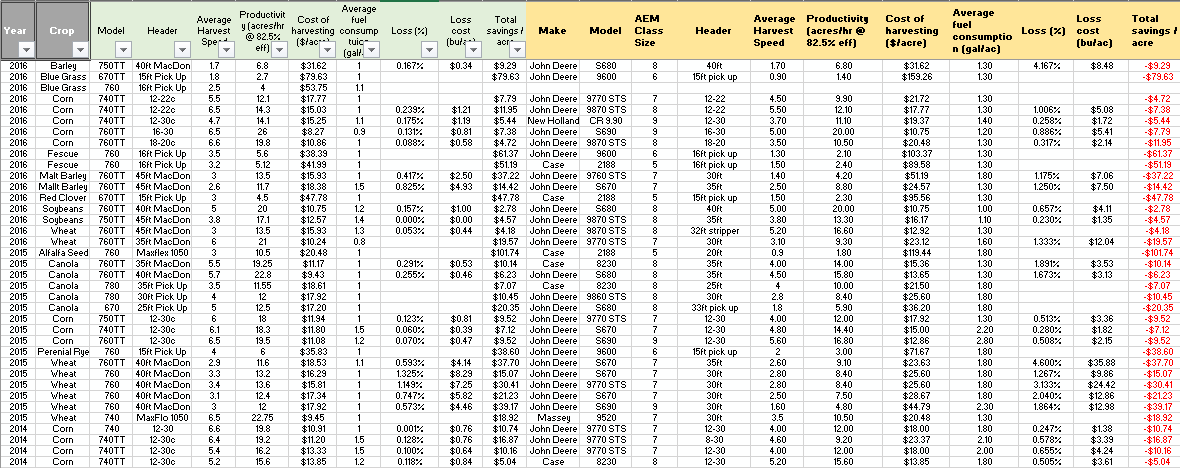 Year Crop Model Header Average Harvest Spee Productivit y (acres/hr @ 82.5% eff) Cost of harvesting ($/acre) Average fuel consump tuion (gal/ Loss (%) Loss cost (bu/ac) Total savings / acre Make Model AEM Class Size Header Average Harvest Speed Productivity (acres/hr @ 82.5% eff) Cost of harvesting ($/acre) Average fuel consumptio n (gal/ac) Loss (%) Loss cost (bu/ac) Total savings / acre
2016 Barley 750TT 40ft MacDon 1.7 6.8 $31.62 1 0.167% $0.34 $9.29 John Deere S680 8 40ft 1.70 6.80 $31.62 1.30 4.167% $8.48 -$9.29
2016 Blue Grass 670TT 15ft Pick Up 1.8 2.7 $79.63 1 $79.63 John Deere 9600 6 15ft pick up 0.90 1.40 $159.26 1.30 -$79.63
2016 Blue Grass 760 16ft Pick Up 2.5 4 $53.75 1.1
2016 Corn 740TT 12-22c 5.5 12.1 $17.77 1 $7.79 John Deere 9770 STS 7 12-22 4.50 9.90 $21.72 1.30 -$4.72
2016 Corn 740TT 12-22c 6.5 14.3 $15.03 1 0.239% $1.21 $11.95 John Deere 9870 STS 8 12-22 5.50 12.10 $17.77 1.30 1.006% $5.08 -$7.38
2016 Corn 740TT 12-30c 4.7 14.1 $15.25 1.1 0.175% $1.19 $5.44 New Holland CR 9.90 9 12-30 3.70 11.10 $19.37 1.40 0.258% $1.72 -$5.44
2016 Corn 760TT 16-30 6.5 26 $8.27 0.9 0.131% $0.81 $7.38 John Deere S690 9 16-30 5.00 20.00 $10.75 1.20 0.886% $5.41 -$7.79
2016 Corn 760TT 18-20c 6.6 19.8 $10.86 1 0.088% $0.58 $4.72 John Deere 9870 STS 8 18-20 3.50 10.50 $20.48 1.30 0.317% $2.14 -$11.95
2016 Fescue 760 16ft Pick Up 3.5 5.6 $38.39 1 $61.37 John Deere 9600 6 16ft pick up 1.30 2.10 $103.37 1.30 -$61.37
2016 Fescue 760 16ft Pick Up 3.2 5.12 $41.99 1 $51.19 Case 2188 5 16ft pick up 1.50 2.40 $89.58 1.30 -$51.19
2016 Malt Barley 760TT 45ft MacDon 3 13.5 $15.93 1 0.417% $2.50 $37.22 John Deere 9760 STS 7 30ft 1.40 4.20 $51.19 1.80 1.175% $7.06 -$37.22
2016 Mallt Barley 760TT 45ft MacDon 2.6 11.7 $18.38 1.5 0.825% $4.93 $14.42 John Deere S670 7 35ft 2.50 8.80 $24.57 1.30 1.250% $7.50 -$14.42
2016 Red Clover 670TT 15ft Pick Up 3 4.5 $47.78 1 $47.78 Case 2188 5 15ft pick up 1.50 2.30 $95.56 1.30 -$47.78
2016 Soybeans 760TT 40ft MacDon 5 20 $10.75 1.2 0.157% $1.00 $2.78 John Deere S680 8 40ft 5.00 20.00 $10.75 1.00 0.657% $4.11 -$2.78
2016 Soybeans 750TT 45ft MacDon 3.8 17.1 $12.57 1.4 0.000% $0.00 $4.57 John Deere 9870 STS 8 35ft 3.80 13.30 $16.17 1.10 0.230% $1.35 -$4.57
2016 Wheat 760TT 45ft MacDon 3 13.5 $15.93 1.3 0.053% $0.44 $4.18 John Deere 9870 STS 8 32ft stripper 5.20 16.60 $12.92 1.30 -$4.18
2016 Wheat 760TT 35ft MacDon 6 21 $10.24 0.8 $19.57 John Deere 9770 STS 7 30ft 3.10 9.30 $23.12 1.60 1.333% $12.04 -$19.57
2015 Alfalfa Seed 760 Maxflex 1050 3 10.5 $20.48 1 $101.74 Case 2188 5 20ft 0.9 1.80 $119.44 1.80 -$101.74
2015 Canola 760TT 35ft MacDon 5.5 19.25 $11.17 1 0.291% $0.53 $10.14 Case 8230 8 35ft 4.00 14.00 $15.36 1.30 1.891% $3.53 -$10.14
2015 Canola 760TT 40ft MacDon 5.7 22.8 $9.43 1 0.255% $0.46 $6.23 John Deere S680 8 35ft 4.50 15.80 $13.65 1.30 1.673% $3.13 -$6.23
2015 Canola 780 35ft Pick Up 3.5 11.55 $18.61 1 $7.07 Case 8230 8 25ft 4 10.00 $21.50 1.80 -$7.07
2015 Canola 780 30ft Pick Up 4 12 $17.92 1 $10.45 John Deere 9860 STS 8 30ft 2.8 8.40 $25.60 1.80 -$10.45
2015 Canola 670 25ft Pick Up 5 12.5 $17.20 1 $20.35 John Deere S680 8 33ft pick up 1.8 5.90 $36.20 1.80 -$20.35
2015 Corn 750TT 12-30c 6 18 $11.94 1 0.123% $0.81 $9.52 John Deere 9770 STS 7 12-30 4.00 12.00 $17.92 1.30 0.513% $3.36 -$9.52
2015 Corn 740TT 12-30c 6.1 18.3 $11.80 1.5 0.060% $0.39 $7.12 John Deere S670 7 12-30 4.80 14.40 $15.00 2.20 0.280% $1.82 -$7.12
2015 Corn 760TT 12-30c 6.5 19.5 $11.08 1.2 0.070% $0.47 $9.52 John Deere S690 9 12-30 5.60 16.80 $12.86 2.80 0.508% $2.15 -$9.52
2015 Perenial Rye 760 15ft Pick Up 4 6 $35.83 1 $38.60 John Deere 9600 6 15ft pick up 2 3.00 $71.67 1.80 -$38.60
2015 Wheat 760TT 40ft MacDon 2.9 11.6 $18.53 1.1 0.593% $4.14 $37.70 John Deere S670 7 35ft 2.60 9.10 $23.63 1.80 4.600% $35.88 -$37.70
2015 Wheat 760 40ft MacDon 3.3 13.2 $16.29 1 1.325% $8.29 $15.07 John Deere S670 7 30ft 2.80 8.40 $25.60 1.80 1.267% $9.86 -$15.07
2015 Wheat 760 40ft MacDon 3.4 13.6 $15.81 1 1.149% $7.25 $30.41 John Deere 9770 STS 7 30ft 2.80 8.40 $25.60 1.80 3.133% $24.42 -$30.41
2015 Wheat 760 40ft MacDon 3.1 12.4 $17.34 1 0.747% $5.82 $21.23 John Deere S670 7 30ft 2.50 7.50 $28.67 1.80 2.040% $12.86 -$21.23
2015 Wheat 760 40ft MacDon 3 12 $17.92 1 0.573% $4.46 $39.17 John Deere S690 9 30ft 1.60 4.80 $44.79 2.30 1.864% $12.98 -$39.17
2015 Wheat 740 MaxFlo 1050 6.5 22.75 $9.45 1 $18.92 Massey 9520 7 30ft 3.5 10.50 $20.48 1.30 -$18.92
2014 Corn 740 12-30 6.6 19.8 $10.91 1 0.001% $0.76 $10.74 John Deere 9770 STS 7 12-30 4.00 12.00 $18.00 1.80 0.247% $1.38 -$10.74
2014 Corn 740TT 12-30c 6.4 19.2 $11.20 1.5 0.128% $0.76 $16.87 John Deere 9770 STS 7 8-30 4.60 9.20 $23.37 2.10 0.578% $3.39 -$16.87
2014 Corn 740TT 12-30c 5.4 16.2 $13.33 1.5 0.100% $0.64 $10.16 John Deere 9770 STS 7 12-30 4.00 12.00 $18.00 2.00 0.655% $4.24 -$10.16
2014 Corn 740TT 12-30c 5.2 15.6 $13.85 1.2 0.118% $0.84 $5.04 Case 8230 8 12-30 5.20 15.60 $13.85 1.80 0.505% $3.61 -$5.04